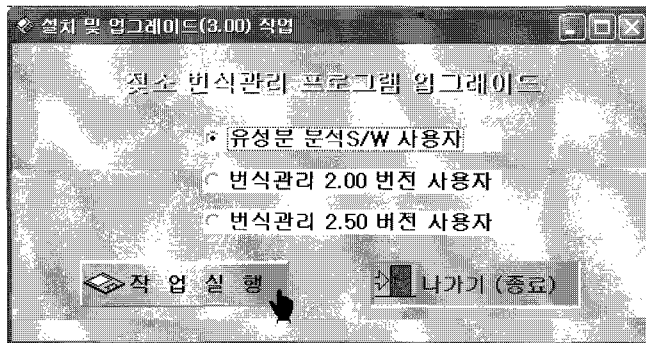 설치 및 업그레이드(3.00) 작업
젖소 번식관리 프로그램 업그레이드
유성분 분석S/W 사용자
번식관리 2.00 번전 사용자
번식관리 2.50 버전 사용자
작 업 실 행
나가기 (종료)